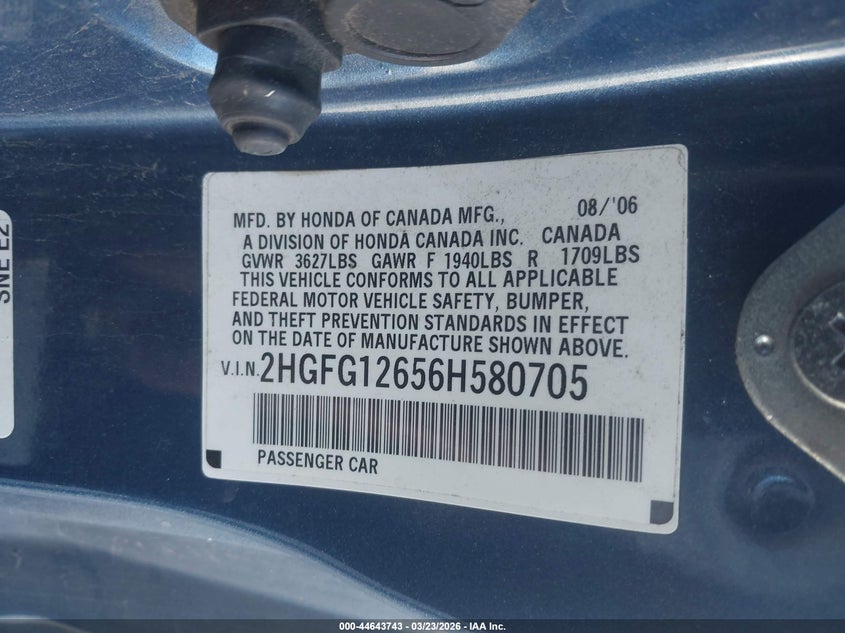 MFD. BY HONDA OF CANADA MFG., 08/'06
A DIVISION OF HONDA CANADA INC. CANADA
GVWR 3627LBS GAWR F 1940LBS R 1709LBS
THIS VEHICLE CONFORMS TO ALL APPLICABLE
FEDERAL MOTOR VEHICLE SAFETY, BUMPER,
AND THEFT PREVENTION STANDARDS IN EFFECT
ON THE DATE OF MANUFACTURE SHOWN ABOVE.
V.I.N. 2HGFG12656H580705
PASSENGER CAR
SNE E2
000-44643743 - 03/23/2026 - IAA Inc.